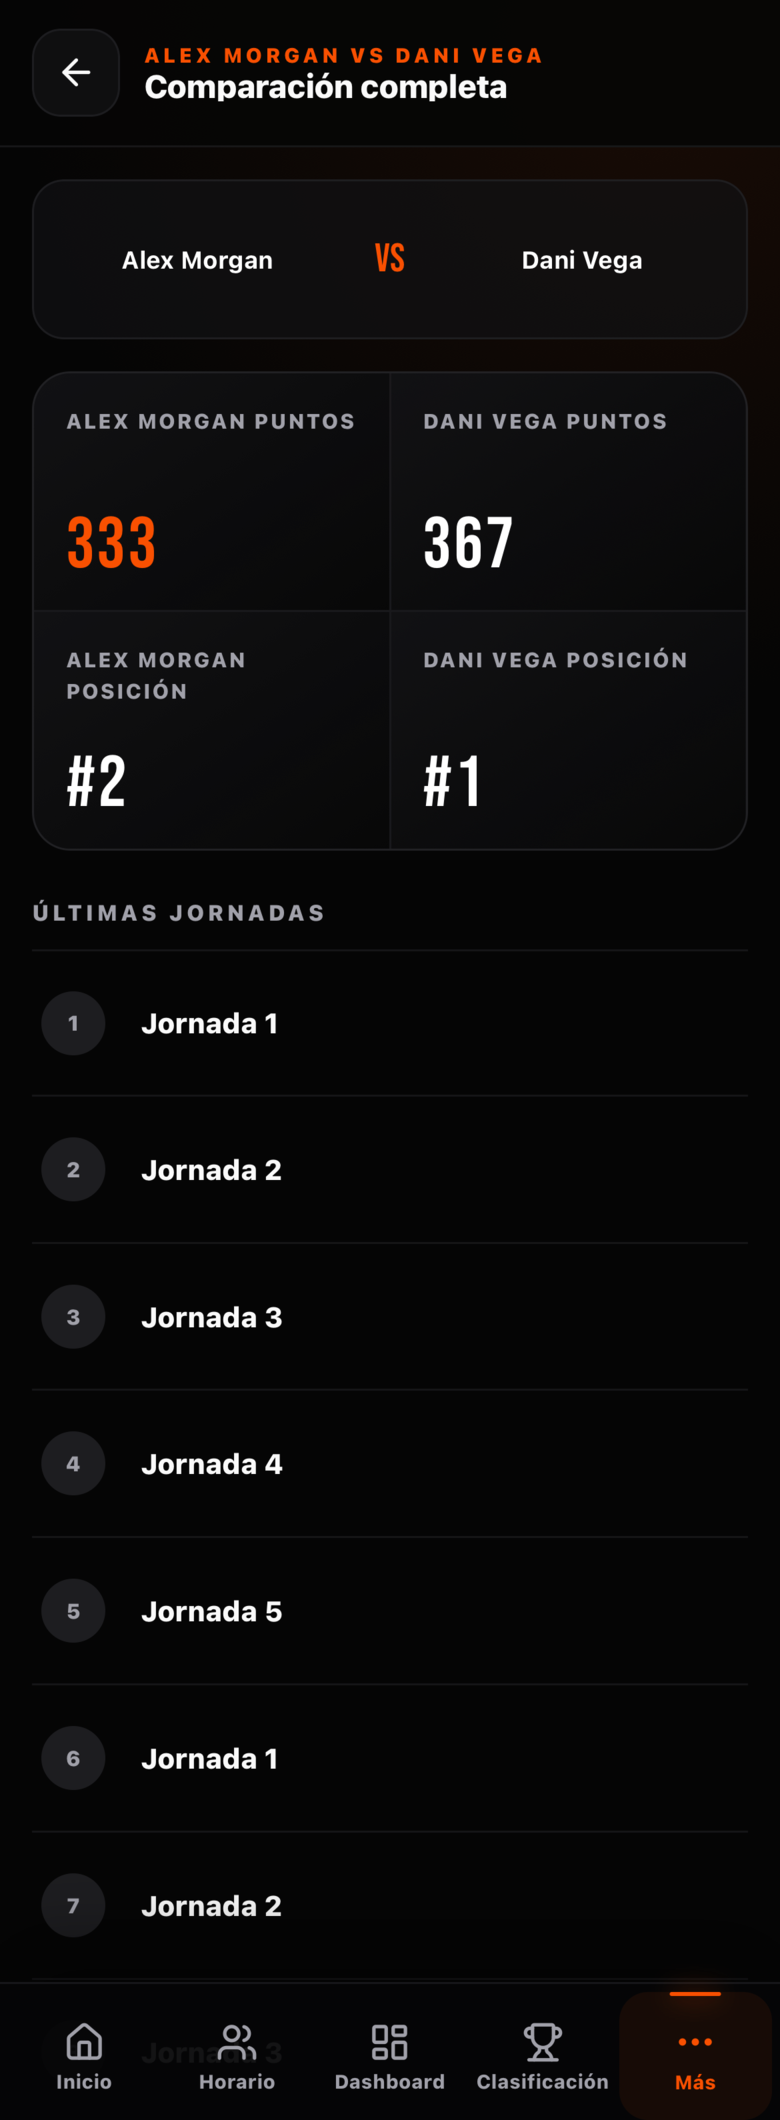 ALEX MORGAN VS DANI VEGA
Comparación completa
Alex Morgan VS Dani Vega
ALEX MORGAN PUNTOS
333
DANI VEGA PUNTOS
367
ALEX MORGAN
POSICIÓN
#2
DANI VEGA POSICIÓN
#1
ÚLTIMAS JORNADAS
1 Jornada 1
2 Jornada 2
3 Jornada 3
4 Jornada 4
5 Jornada 5
6 Jornada 1
7 Jornada 2
Jornada 3
Inicio
Horario
Dashboard
Clasificación
Más